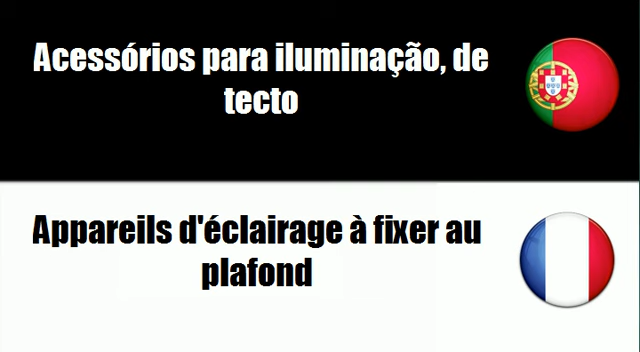 Acessórios para iluminação, de
tecto
Appareils d'éclairage à fixer au
plafond